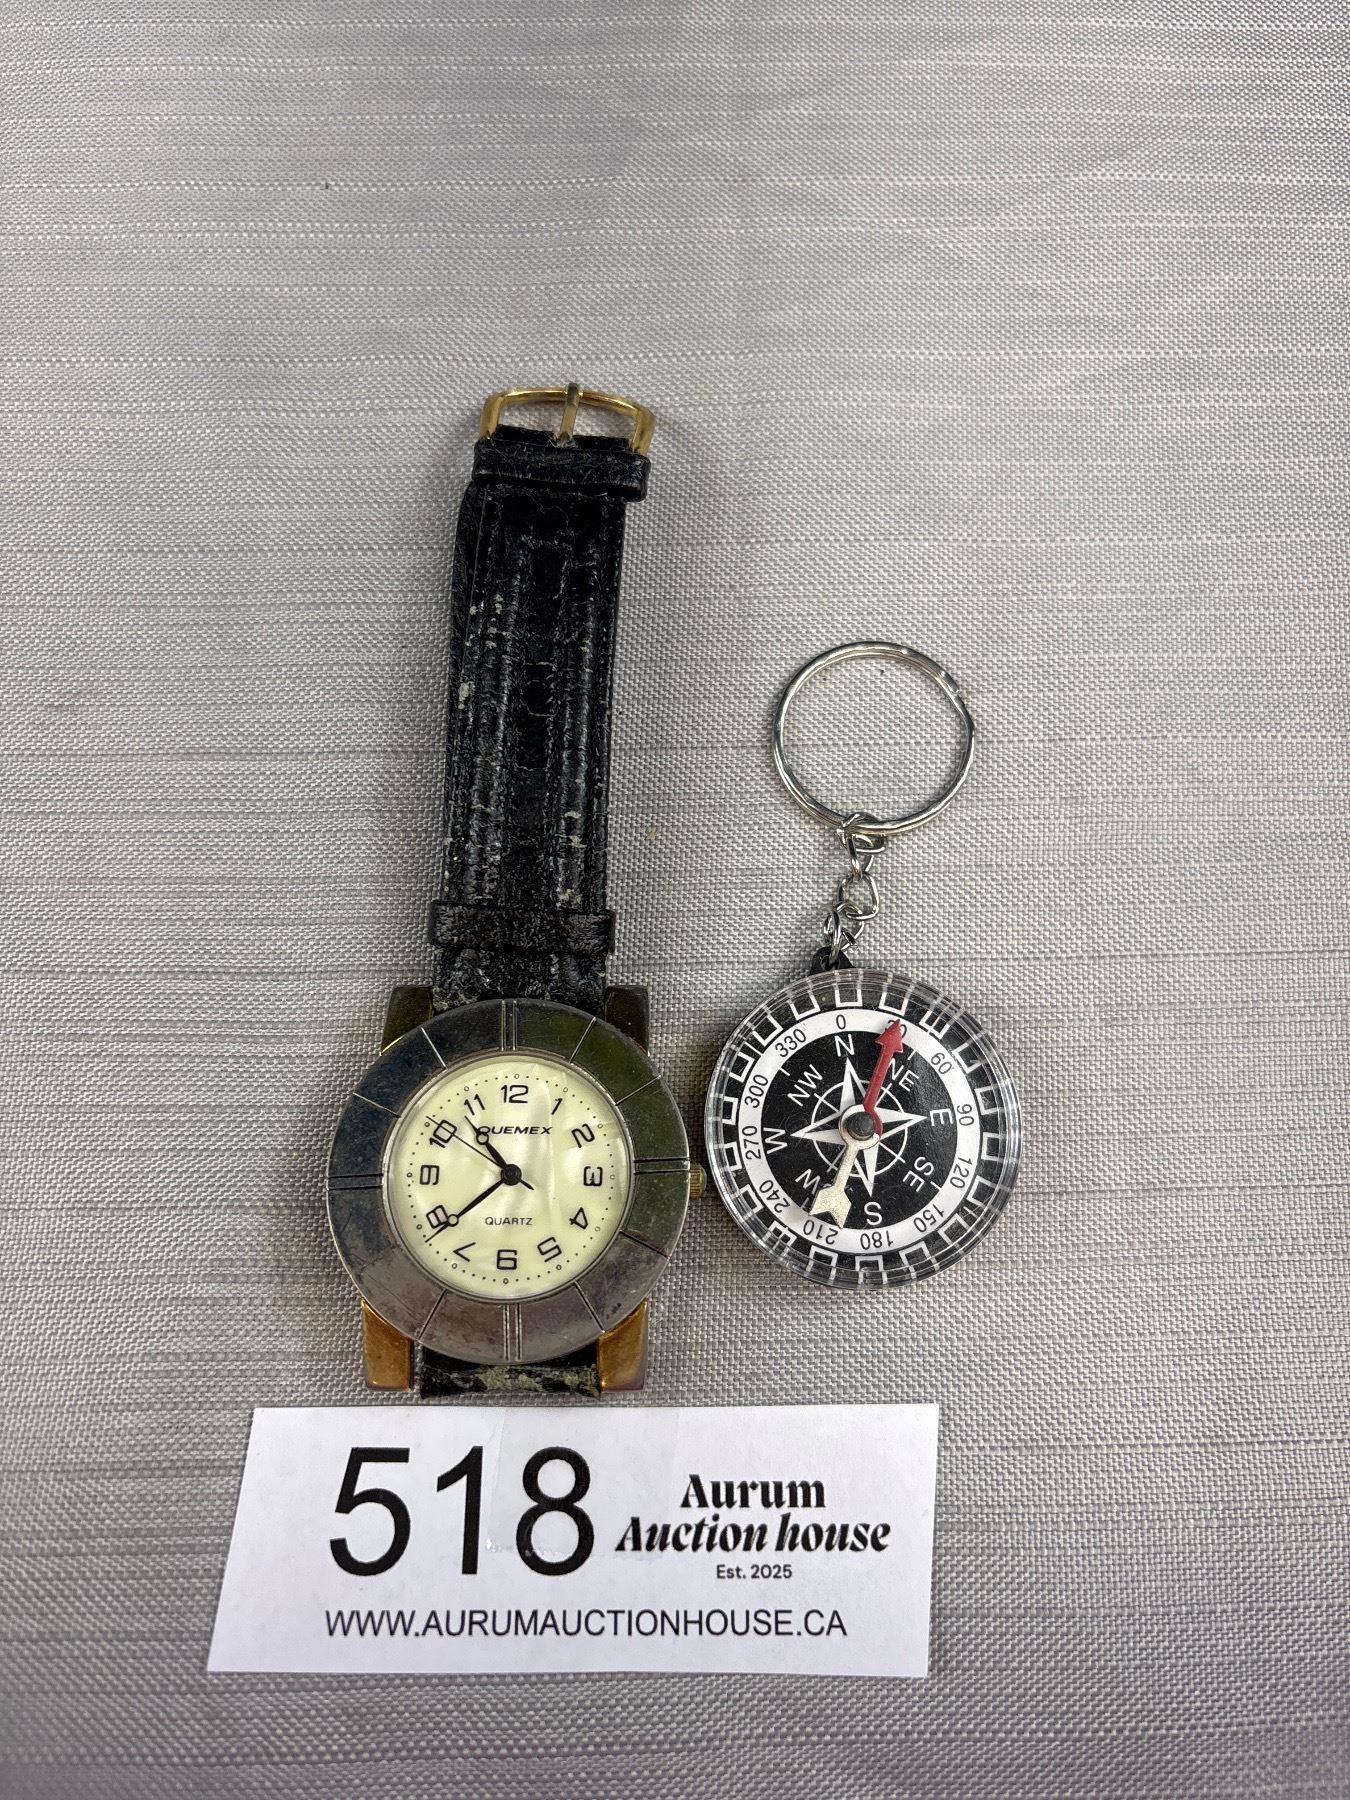 12
1
2
3
4
5
6
7
8
9
10
11
QUEMEX
QUARTZ
0
60
90
120
150
180
210
240
270
300
330
N
NE
E
SE
S
W
NW
518
Aurum
Auction house
Est. 2025
WWW.AURUMAUCTIONHOUSE.CA